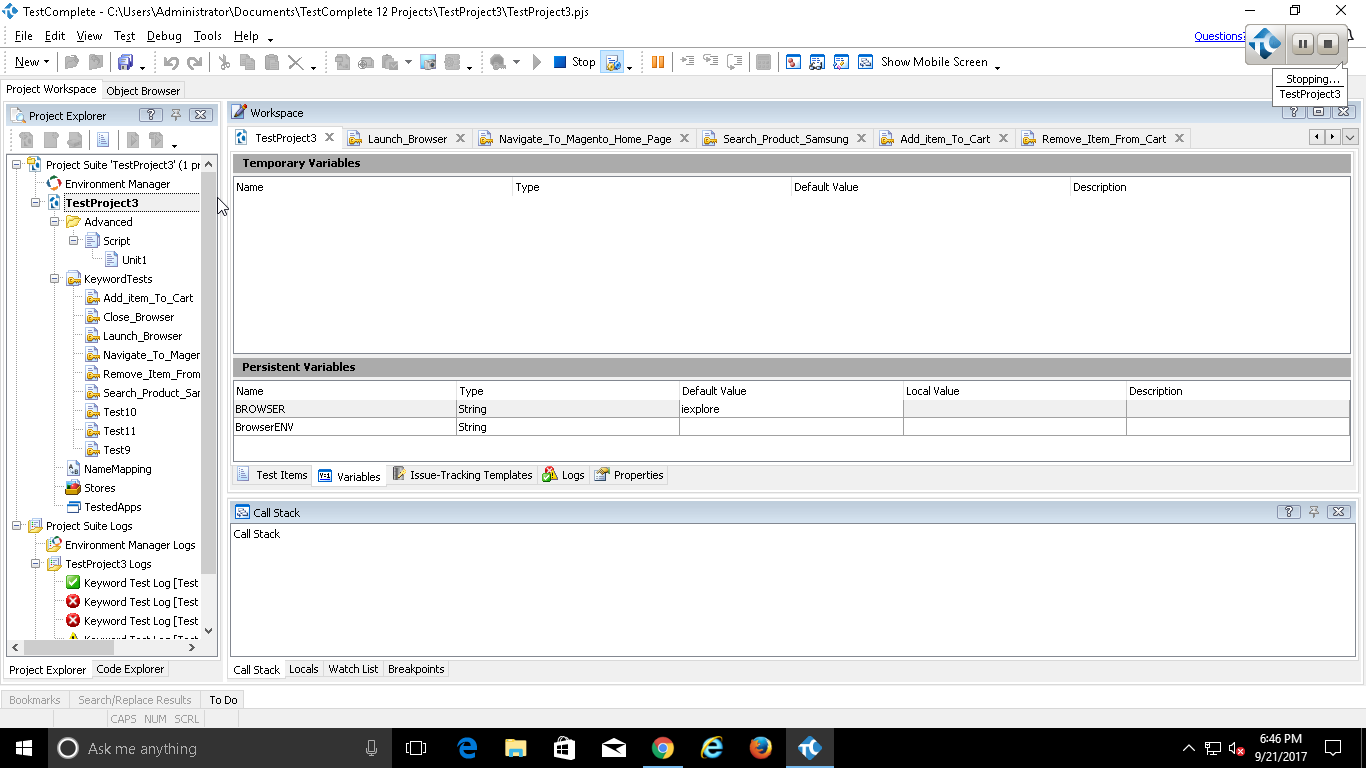 TestComplete - C:\Users\Administrator\Documents\TestComplete 12 Projects\TestProject3\TestProject3.pjs
File Edit View Test Debug Tools Help
Questions?
New
Stop
Show Mobile Screen
Stopping...
TestProject3
Project Workspace Object Browser
Project Explorer
Project Suite 'TestProject3' (1 pr
Environment Manager
TestProject3
Advanced
Script
Unit1
KeywordTests
Add_item_To_Cart
Close_Browser
Launch_Browser
Navigate_To_Mager
Remove_Item_From
Search_Product_Sar
Test10
Test11
Test9
NameMapping
Stores
TestedApps
Project Suite Logs
Environment Manager Logs
TestProject3 Logs
Keyword Test Log [Test
Keyword Test Log [Test
Keyword Test Log [Test
Keyword Test Log [Test
Project Explorer Code Explorer
Workspace
TestProject3 Launch_Browser Navigate_To_Magento_Home_Page Search_Product_Samsung Add_item_To_Cart Remove_Item_From_Cart
Temporary Variables
Name Type Default Value Description
Persistent Variables
Name Type Default Value Local Value Description
BROWSER String iexplore
BrowserENV String
Test Items Variables Issue-Tracking Templates Logs Properties
Call Stack
Call Stack
Call Stack Locals Watch List Breakpoints
Bookmarks Search/Replace Results To Do
CAPS NUM SCRL
Ask me anything
6:46 PM
9/21/2017